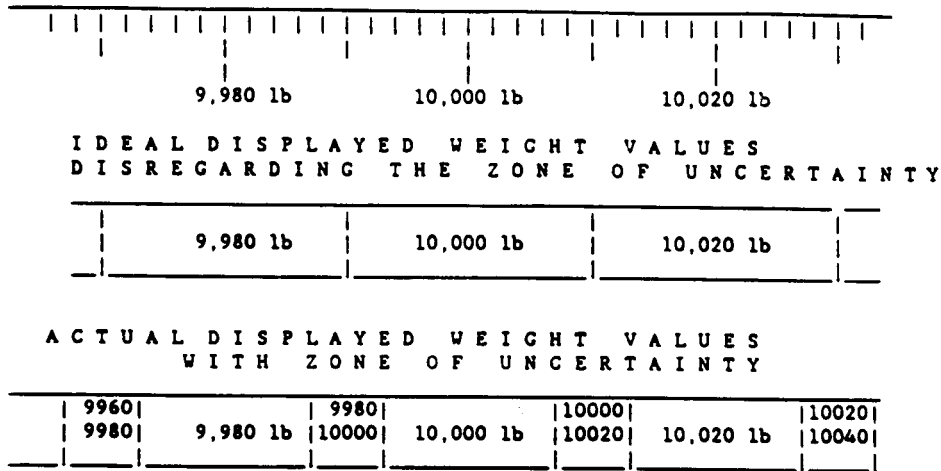 9,980 lb 10,000 lb 10,020 lb
IDEAL DISPLAYED WEIGHT VALUES
DISREGARDING THE ZONE OF UNCERTAINTY
9,980 lb 10,000 lb 10,020 lb
ACTUAL DISPLAYED WEIGHT VALUES
WITH ZONE OF UNCERTAINTY
9960 9980 10000 10020
9980 9,980 lb 10000 10,000 lb 10020 10,020 lb 10040